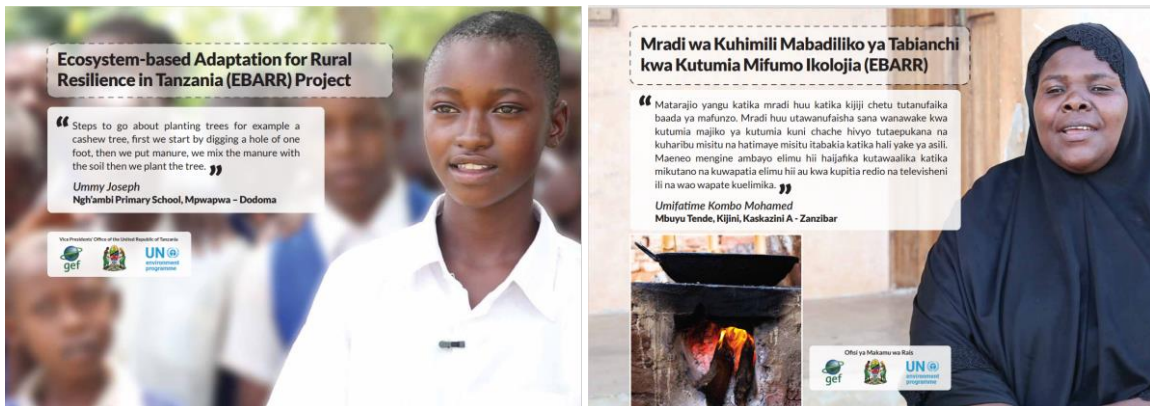 Ecosystem-based Adaptation for Rural
Resilience in Tanzania (EBARR) Project
“ Steps to go about planting trees for example a
cashew tree, first we start by digging a hole of one
foot, then we put manure, we mix the manure with
the soil then we plant the tree. ”
Ummy Joseph
Ngh'ambi Primary School, Mpwapwa – Dodoma
Vice Presidents' Office of the United Republic of Tanzania
gef
UN
environment
programme
Mradi wa Kuhimili Mabadiliko ya Tabianchi
kwa Kutumia Mifumo Ikolojia (EBARR)
“ Matarajio yangu katika mradi huu katika kijiji chetu tutanufaika
baada ya mafunzo. Mradi huu utawanufaisha sana wanawake kwa
kutumia majiko ya kutumia kuni chache hivyo tutaepukana na
kuharibu misitu na hatimaye misitu itabakia katika hali yake ya asili.
Maeneo mengine ambayo elimu hii haijafika kutawaalika katika
mikutano na kuwapatia elimu hii au kwa kupitia redio na televisheni
ili na wao wapate kuelimika. ”
Umifatime Kombo Mohamed
Mbuyu Tende, Kijini, Kaskazini A - Zanzibar
Ofisi ya Makamu wa Rais
gef
UN
environment
programme